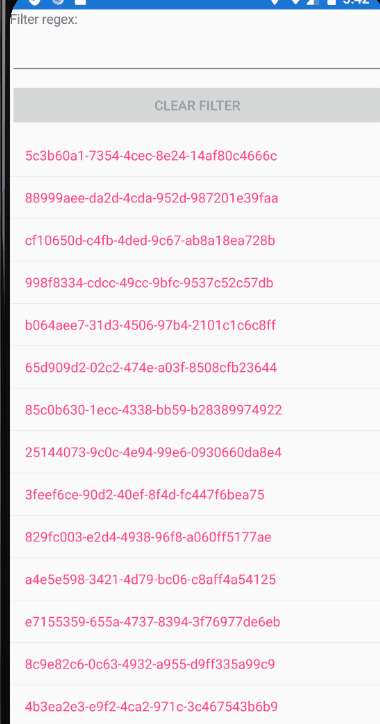 Filter regex:
CLEAR FILTER
5c3b60a1-7354-4cec-8e24-14af80c4666c
88999aee-da2d-4cda-952d-987201e39faa
cf10650d-c4fb-4ded-9c67-ab8a18ea728b
998f8334-cdcc-49cc-9bfc-9537c52c57db
b064aee7-31d3-4506-97b4-2101c1c6c8ff
65d909d2-02c2-474e-a03f-8508cfb23644
85c0b630-1ecc-4338-bb59-b28389974922
25144073-9c0c-4e94-99e6-0930660da8e4
3feef6ce-90d2-40ef-8f4d-fc447f6bea75
829fc003-e2d4-4938-96f8-a060ff5177ae
a4e5e598-3421-4d79-bc06-c8aff4a54125
e7155359-655a-4737-8394-3f76977de6eb
8c9e82c6-0c63-4932-a955-d9ff335a99c9
4b3ea2e3-e9f2-4ca2-971c-3c467543b6b9